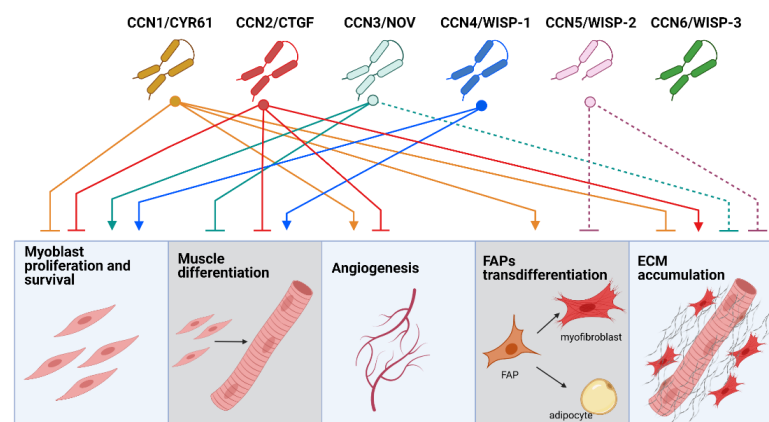 CCN1/CYR61 CCN2/CTGF CCN3/NOV CCN4/WISP-1 CCN5/WISP-2 CCN6/WISP-3
Myoblast
proliferation and
survival
Muscle
differentiation
Angiogenesis
FAPs
transdifferentiation
myofibroblast
FAP
adipocyte
ECM
accumulation